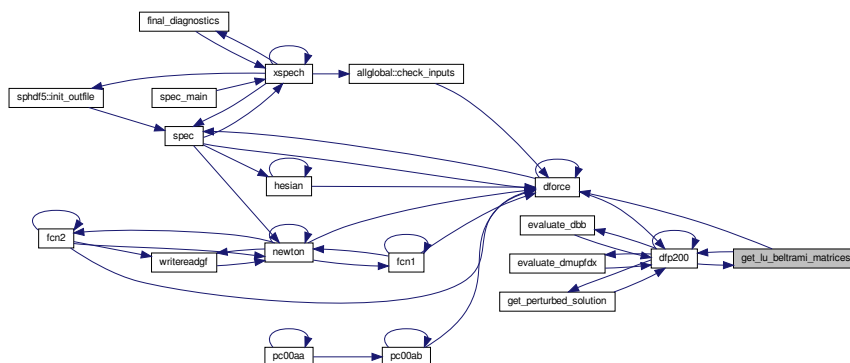 final_diagnostics
xspech
allglobal::check_inputs
sphdf5::init_outfile
spec_main
spec
hesian
dforce
evaluate_dbb
fcn2
newton
writereadgf
fcn1
evaluate_dmupfdx
dfp200
get_lu_beltrami_matrices
get_perturbed_solution
pc00aa
pc00ab